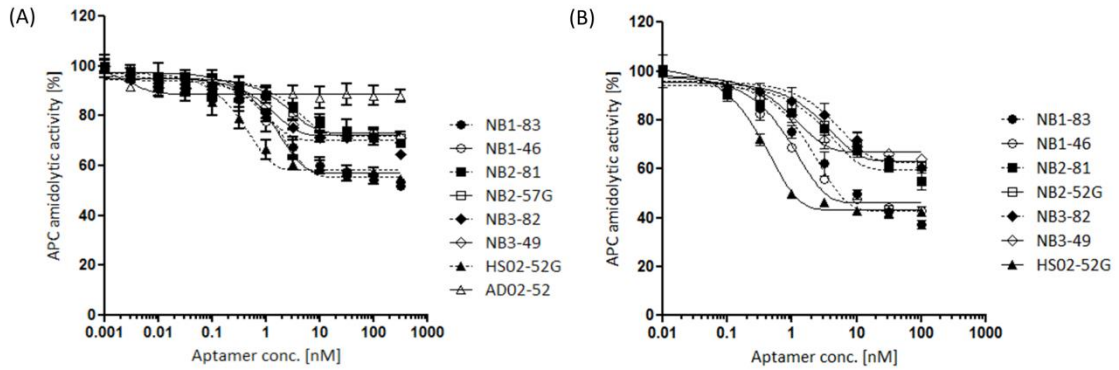 (A)
APC amidolytic activity [%]
120
100
80
60
40
20
0
0.001 0.01 0.1 1 10 100 1000
Aptamer conc. [nM]
NB1-83
NB1-46
NB2-81
NB2-57G
NB3-82
NB3-49
HS02-52G
AD02-52
(B)
APC amidolytic activity [%]
120
100
80
60
40
20
0
0.01 0.1 1 10 100 1000
Aptamer conc. [nM]
NB1-83
NB1-46
NB2-81
NB2-52G
NB3-82
NB3-49
HS02-52G